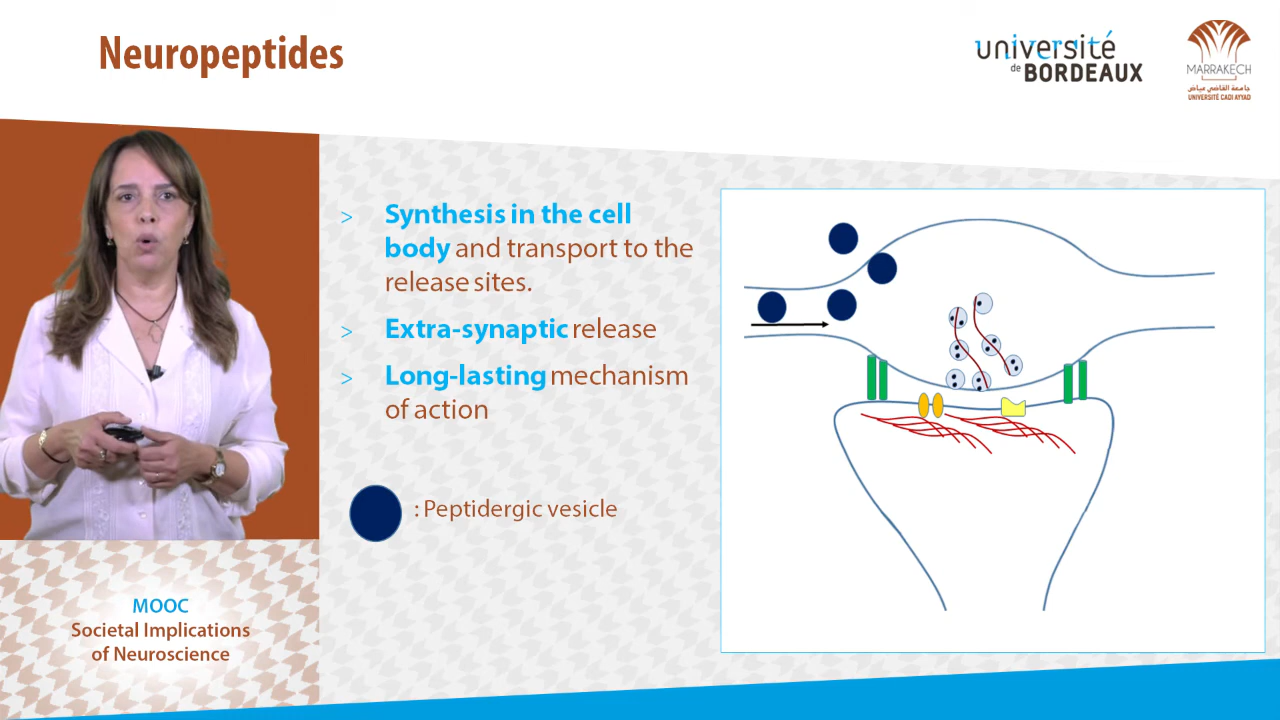 Neuropeptides
université
de BORDEAUX
MARRAKECH
جامعة القاضي عياض
UNIVERSITÉ CADI AYYAD
> Synthesis in the cell
body and transport to the
release sites.
> Extra-synaptic release
> Long-lasting mechanism
of action
: Peptidergic vesicle
MOOC
Societal Implications
of Neuroscience